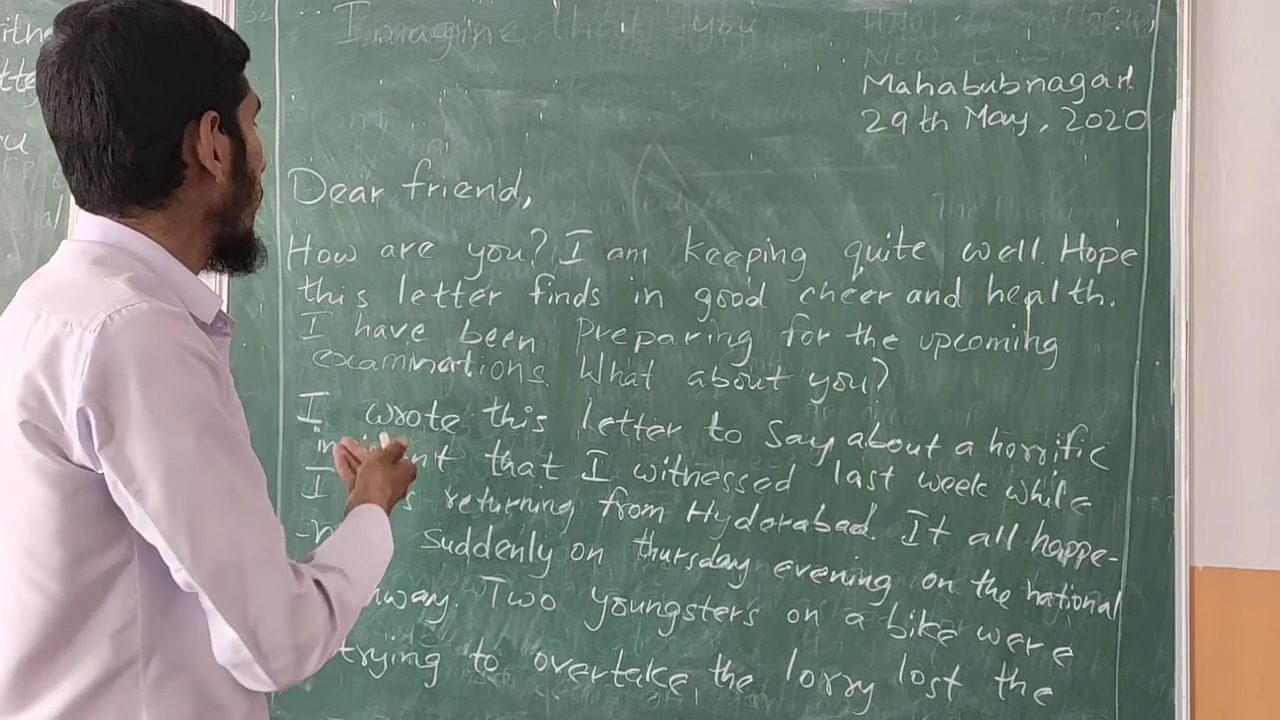 Imagine that you
Mahabubnagar
29th May, 2020
Dear friend,
How are you? I am keeping quite well. Hope
this letter finds in good cheer and health.
I have been preparing for the upcoming
examinations. What about you?
I wrote this letter to say about a horrific
that I witnessed last week while
I returning from Hyderabad. It all happe-
suddenly on thursday evening on the national
Two youngsters on a bike were
trying to overtake the lorry lost the